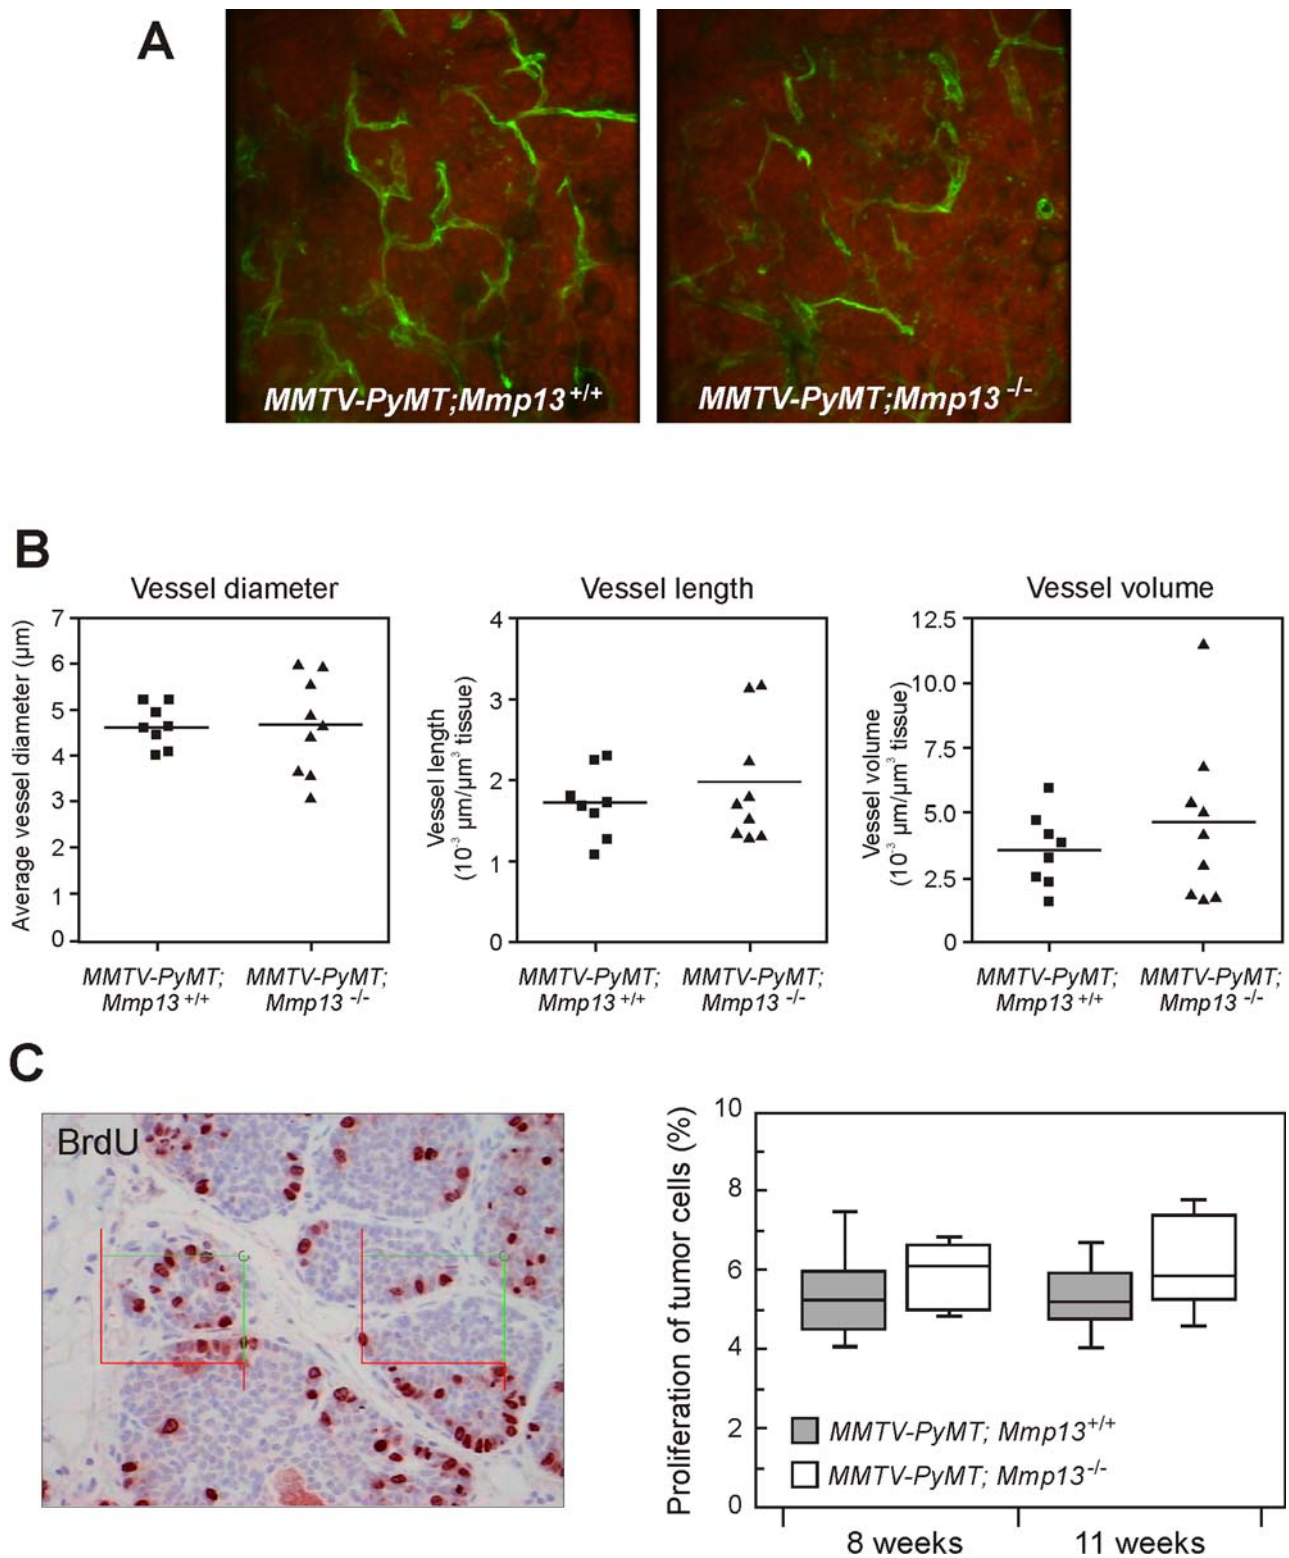 A
MMTV-PyMT;Mmp13 +/+
MMTV-PyMT;Mmp13 -/-
B
Vessel diameter
Average vessel diameter (µm)
7
6
5
4
3
2
1
0
MMTV-PyMT;
Mmp13 +/+
MMTV-PyMT;
Mmp13 -/-
Vessel length
Vessel length
(10⁻³ µm/µm³ tissue)
4
3
2
1
0
MMTV-PyMT;
Mmp13 +/+
MMTV-PyMT;
Mmp13 -/-
Vessel volume
Vessel volume
(10⁻³ µm/µm³ tissue)
12.5
10.0
7.5
5.0
2.5
0
MMTV-PyMT;
Mmp13 +/+
MMTV-PyMT;
Mmp13 -/-
C
BrdU
C
C
Proliferation of tumor cells (%)
10
8
6
4
2
0
MMTV-PyMT; Mmp13+/+
MMTV-PyMT; Mmp13-/-
8 weeks
11 weeks